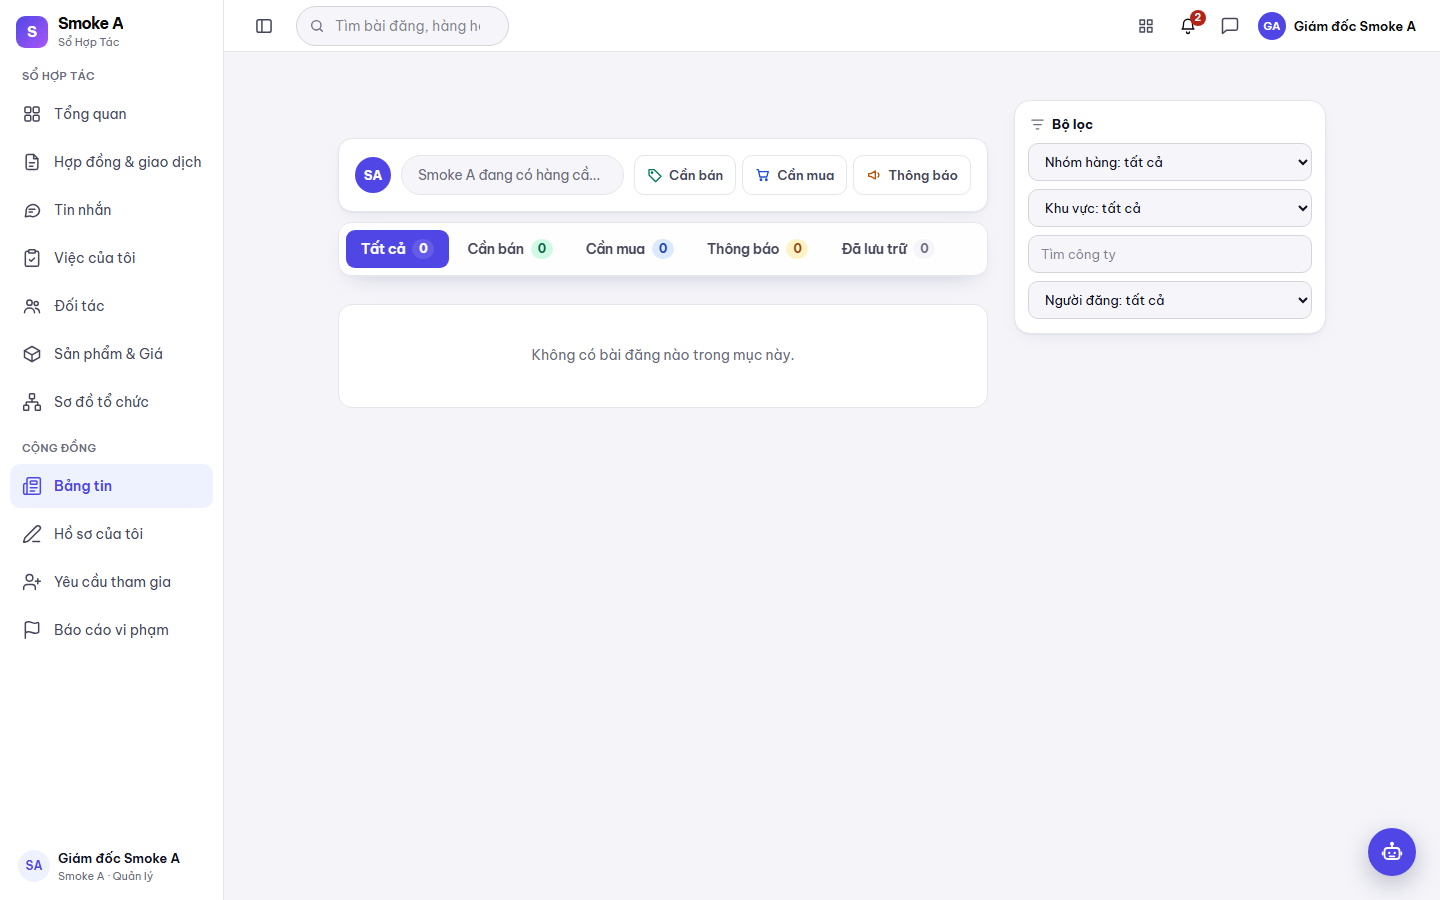 S
Smoke A
Sổ Hợp Tác
SỔ HỢP TÁC
Tổng quan
Hợp đồng & giao dịch
Tin nhắn
Việc của tôi
Đối tác
Sản phẩm & Giá
Sơ đồ tổ chức
CỘNG ĐỒNG
Bảng tin
Hồ sơ của tôi
Yêu cầu tham gia
Báo cáo vi phạm
SA
Giám đốc Smoke A
Smoke A · Quản lý
Tìm bài đăng, hàng
2
GA
Giám đốc Smoke A
SA
Smoke A đang có hàng cầ...
Cần bán
Cần mua
Thông báo
Tất cả 0
Cần bán 0
Cần mua 0
Thông báo 0
Đã lưu trữ 0
Không có bài đăng nào trong mục này.
Bộ lọc
Nhóm hàng: tất cả
Khu vực: tất cả
Tìm công ty
Người đăng: tất cả